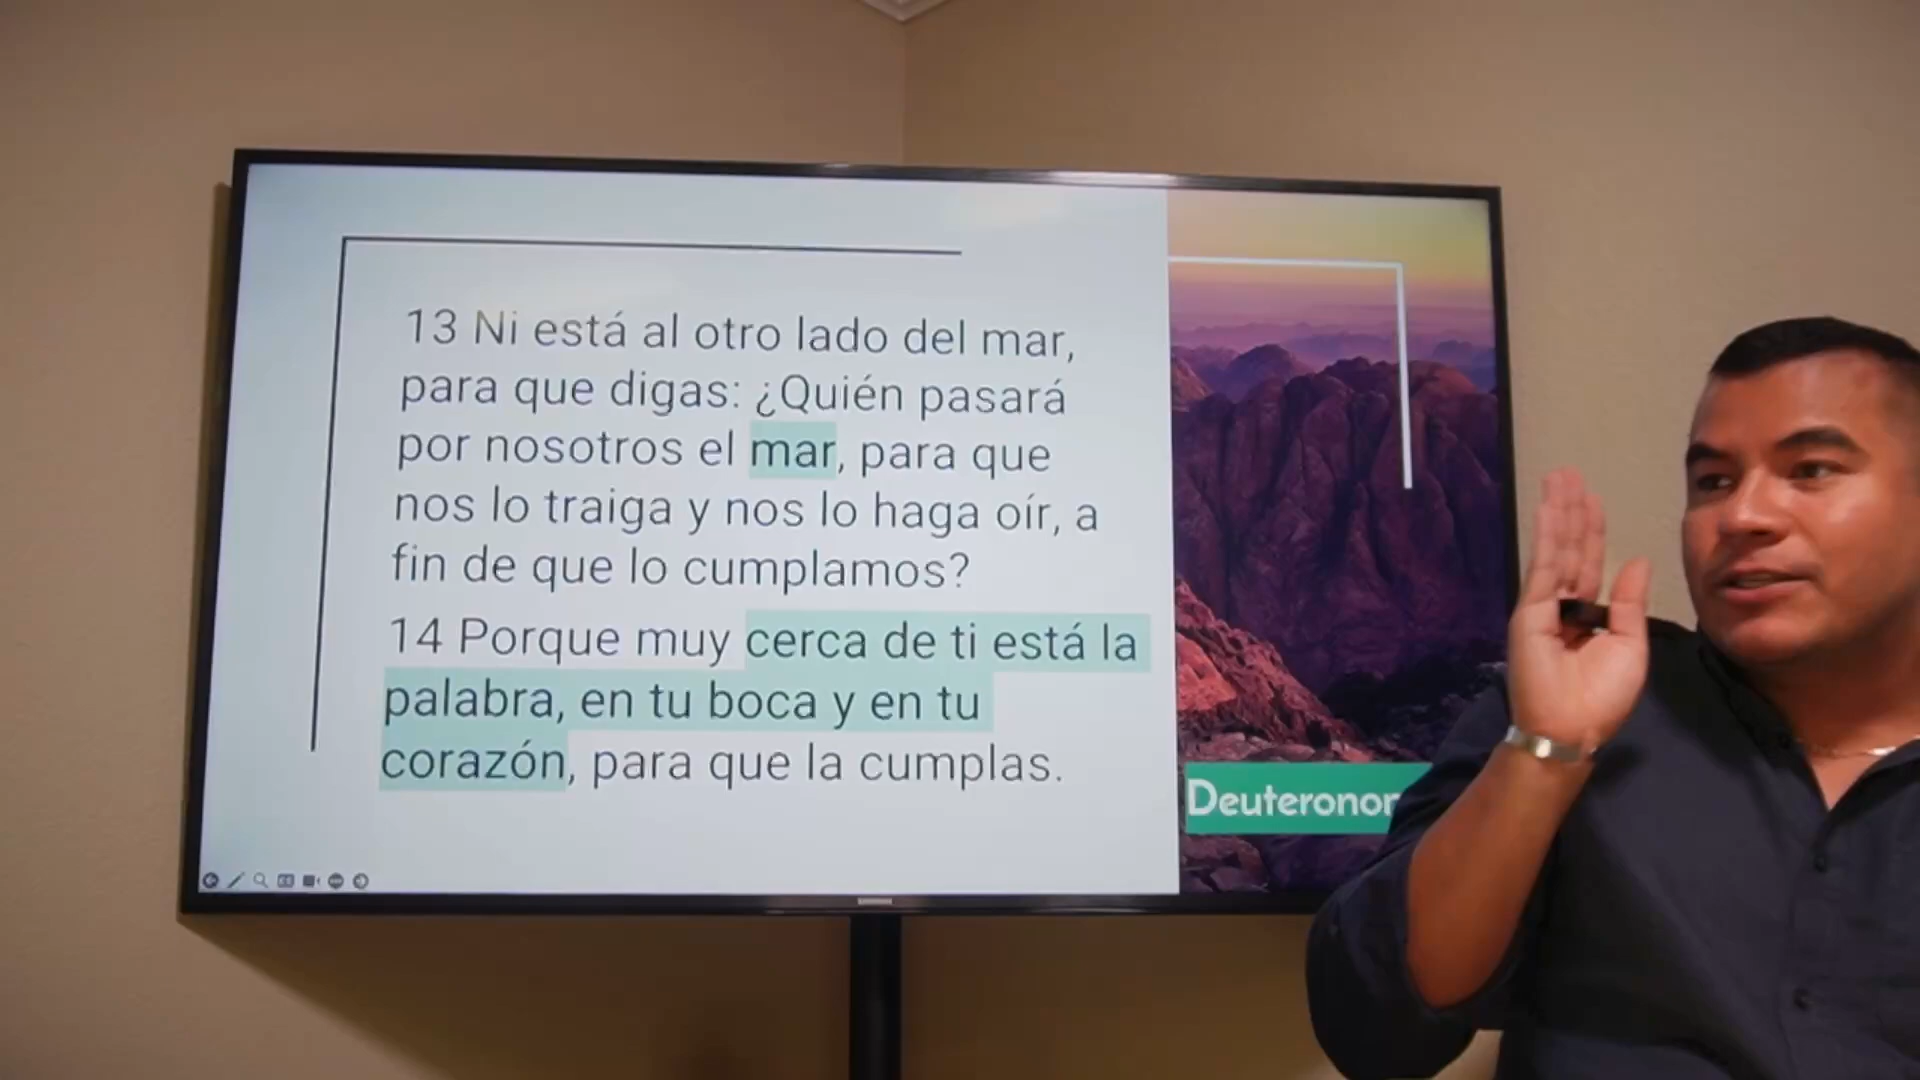 13 Ni está al otro lado del mar,
para que digas: ¿Quién pasará
por nosotros el mar, para que
nos lo traiga y nos lo haga oír, a
fin de que lo cumplamos?
14 Porque muy cerca de ti está la
palabra, en tu boca y en tu
corazón, para que la cumplas.
Deuteronom